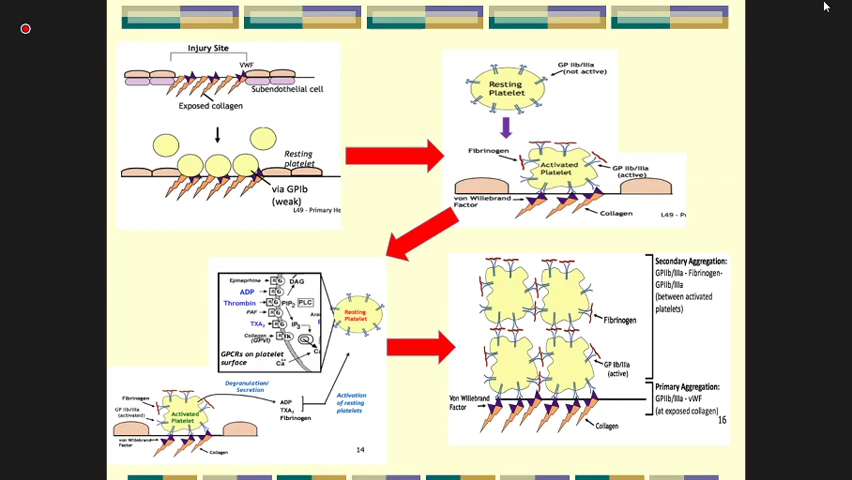 Injury Site
VWF
Subendothelial cell
Exposed collagen
Resting
platelet
via GPIb
(weak)
L49 - Primary He
GP IIb/IIIa
(not active)
Resting
Platelet
Fibrinogen
Activated
Platelet
GP IIb/IIIa
(active)
von Willebrand
Factor
Collagen
L49 - P
Epinephrine
DAG
ADP
Thrombin
PIP2 PLC
PAF
TXA2
IP3
Collagen
(GPVI)
GPCRs on platelet
surface
Ca++
Resting
Platelet
Degranulation/
Secretion
ADP
TXA2
Fibrinogen
Activation
of resting
platelets
Fibrinogen
GP IIb/IIIa
(activated)
Activated
Platelet
von Willebrand
Factor
Collagen
14
Secondary Aggregation:
GPIIb/IIIa - Fibrinogen-
GPIIb/IIIa
(between activated
platelets)
Fibrinogen
GP IIb/IIIa
(active)
Von Willebrand
Factor
Primary Aggregation:
GPIIb/IIIa - vWF
(at exposed collagen)
Collagen
16